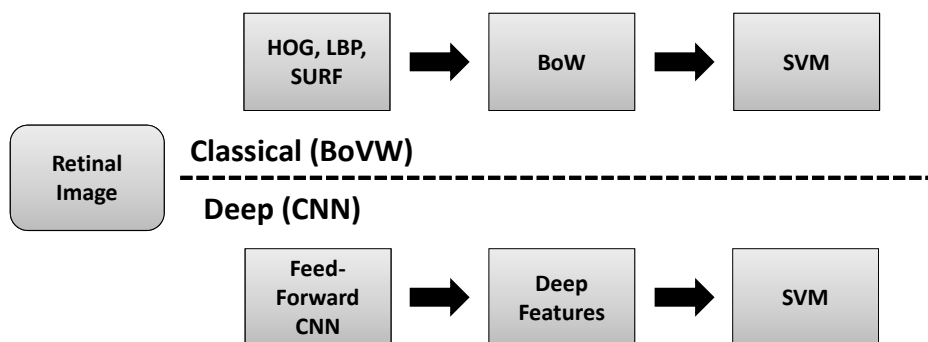 HOG, LBP,
SURF
BoW
SVM
Retinal
Image
Classical (BoVW)
Deep (CNN)
Feed-
Forward
CNN
Deep
Features
SVM